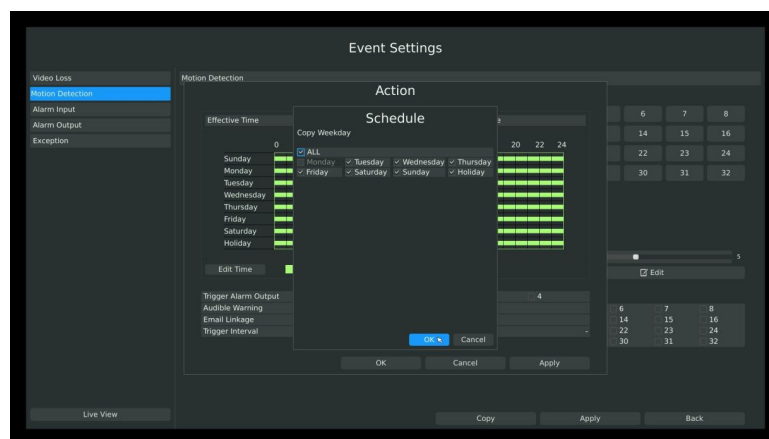 Event Settings
Video Loss
Motion Detection
Motion Detection
Alarm Input
Alarm Output
Exception
Action
Effective Time
Schedule
Copy Weekday
ALL
Monday Tuesday Wednesday Thursday
Friday Saturday Sunday Holiday
0 20 22 24
Sunday
Monday
Tuesday
Wednesday
Thursday
Friday
Saturday
Holiday
Edit Time
6 7 8
14 15 16
22 23 24
30 31 32
5
Edit
Trigger Alarm Output 4
Audible Warning
Email Linkage
Trigger Interval -
6 7 8
14 15 16
22 23 24
30 31 32
OK Cancel
OK Cancel Apply
Live View
Copy Apply Back